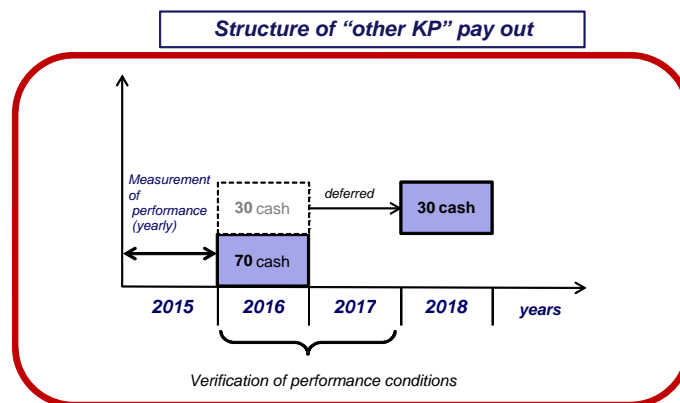 Structure of “other KP” pay out
Measurement
of
performance
(yearly)
30 cash
deferred
30 cash
70 cash
2015
2016
2017
2018
years
Verification of performance conditions